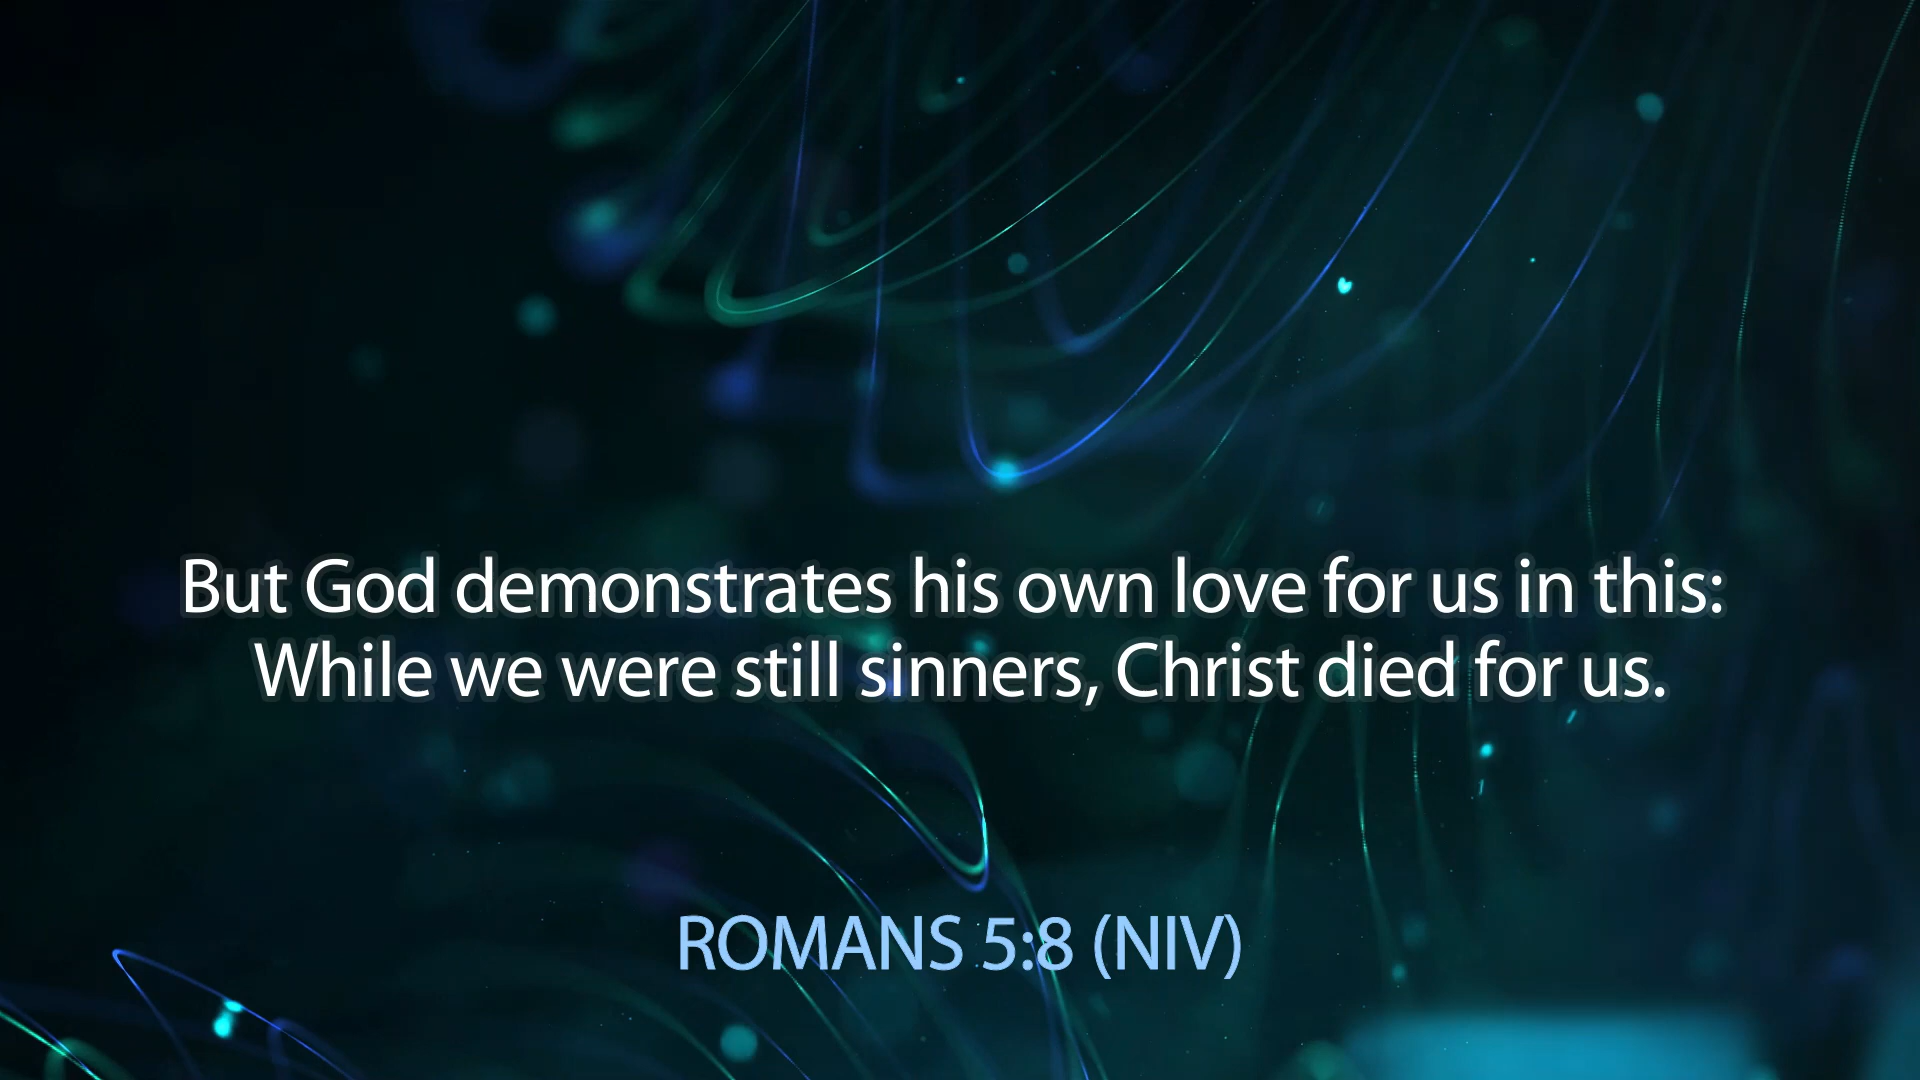 But God demonstrates his own love for us in this:
While we were still sinners, Christ died for us.
ROMANS 5:8 (NIV)